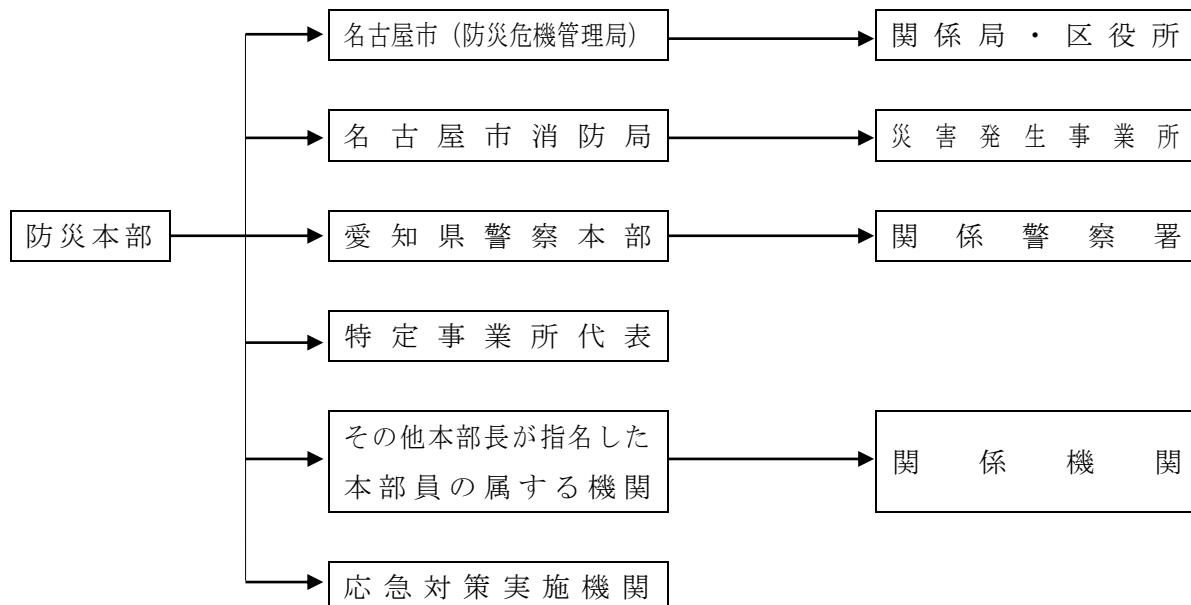 名古屋市（防災危機管理局）
関係局・区役所
名古屋市消防局
災害発生事業所
防災本部
愛知県警察本部
関係警察署
特定事業所代表
その他本部長が指名した
本部員の属する機関
関係機関
応急対策実施機関